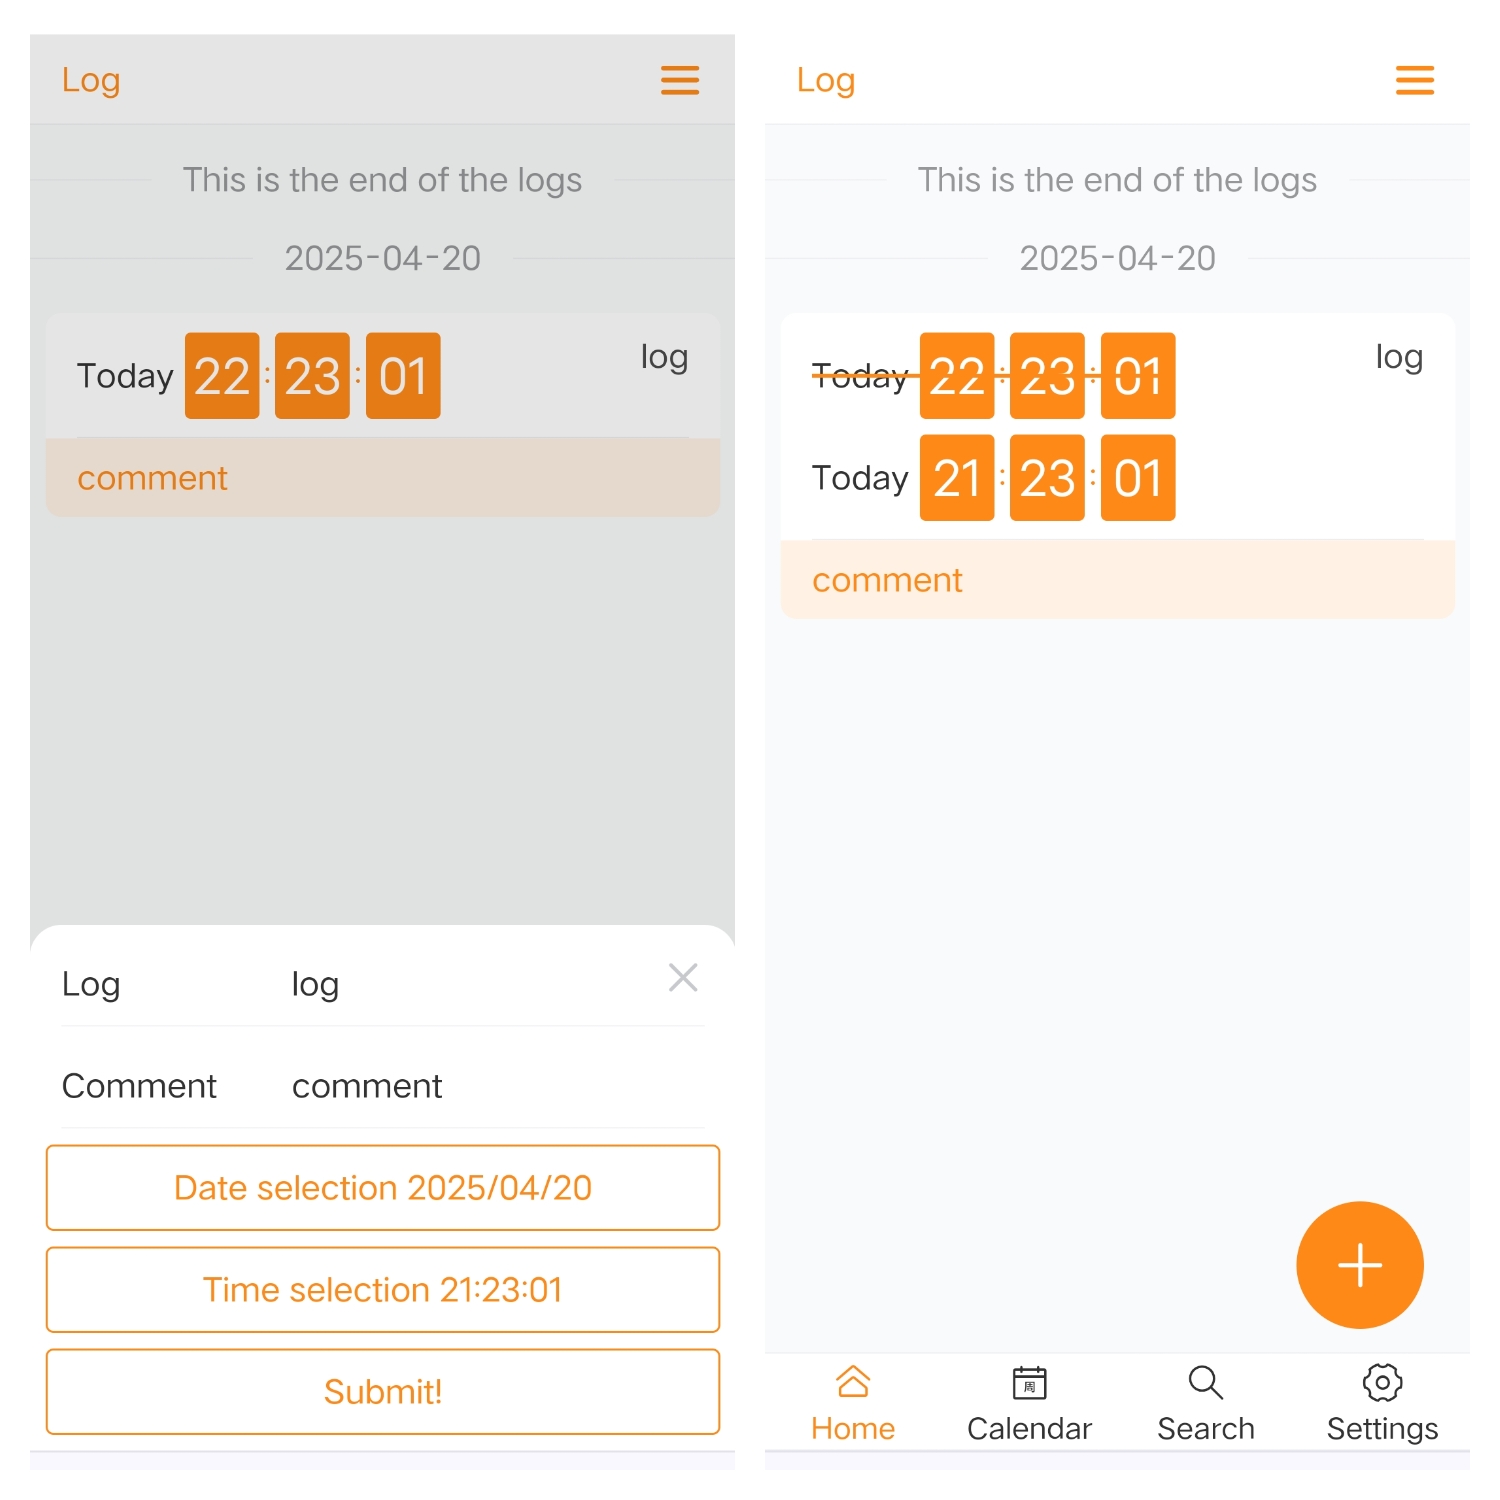 Log
This is the end of the logs
2025-04-20
Today 22:23:01 log
comment
Log log
Comment comment
Date selection 2025/04/20
Time selection 21:23:01
Submit!
Log
This is the end of the logs
2025-04-20
Today 22:23:01 log
Today 21:23:01
comment
周
Home Calendar Search Settings